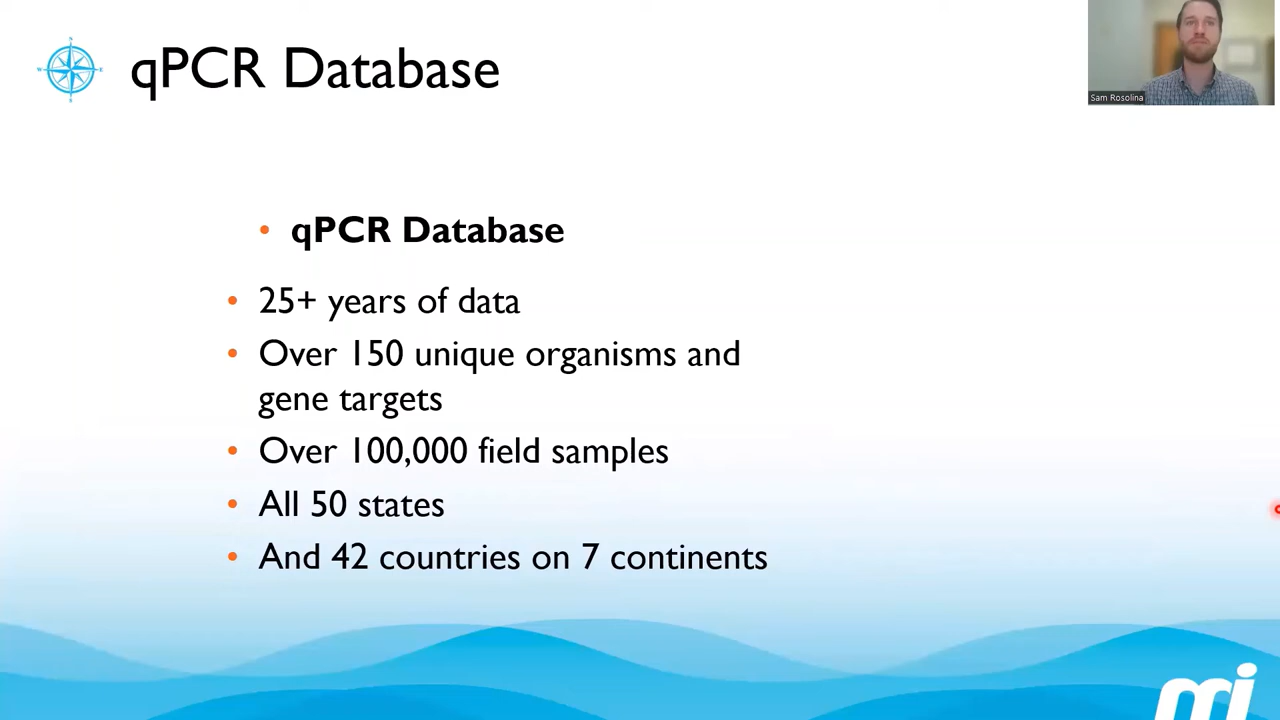 qPCR Database
Sam Rosolina
• qPCR Database
• 25+ years of data
• Over 150 unique organisms and
gene targets
• Over 100,000 field samples
• All 50 states
• And 42 countries on 7 continents
mi